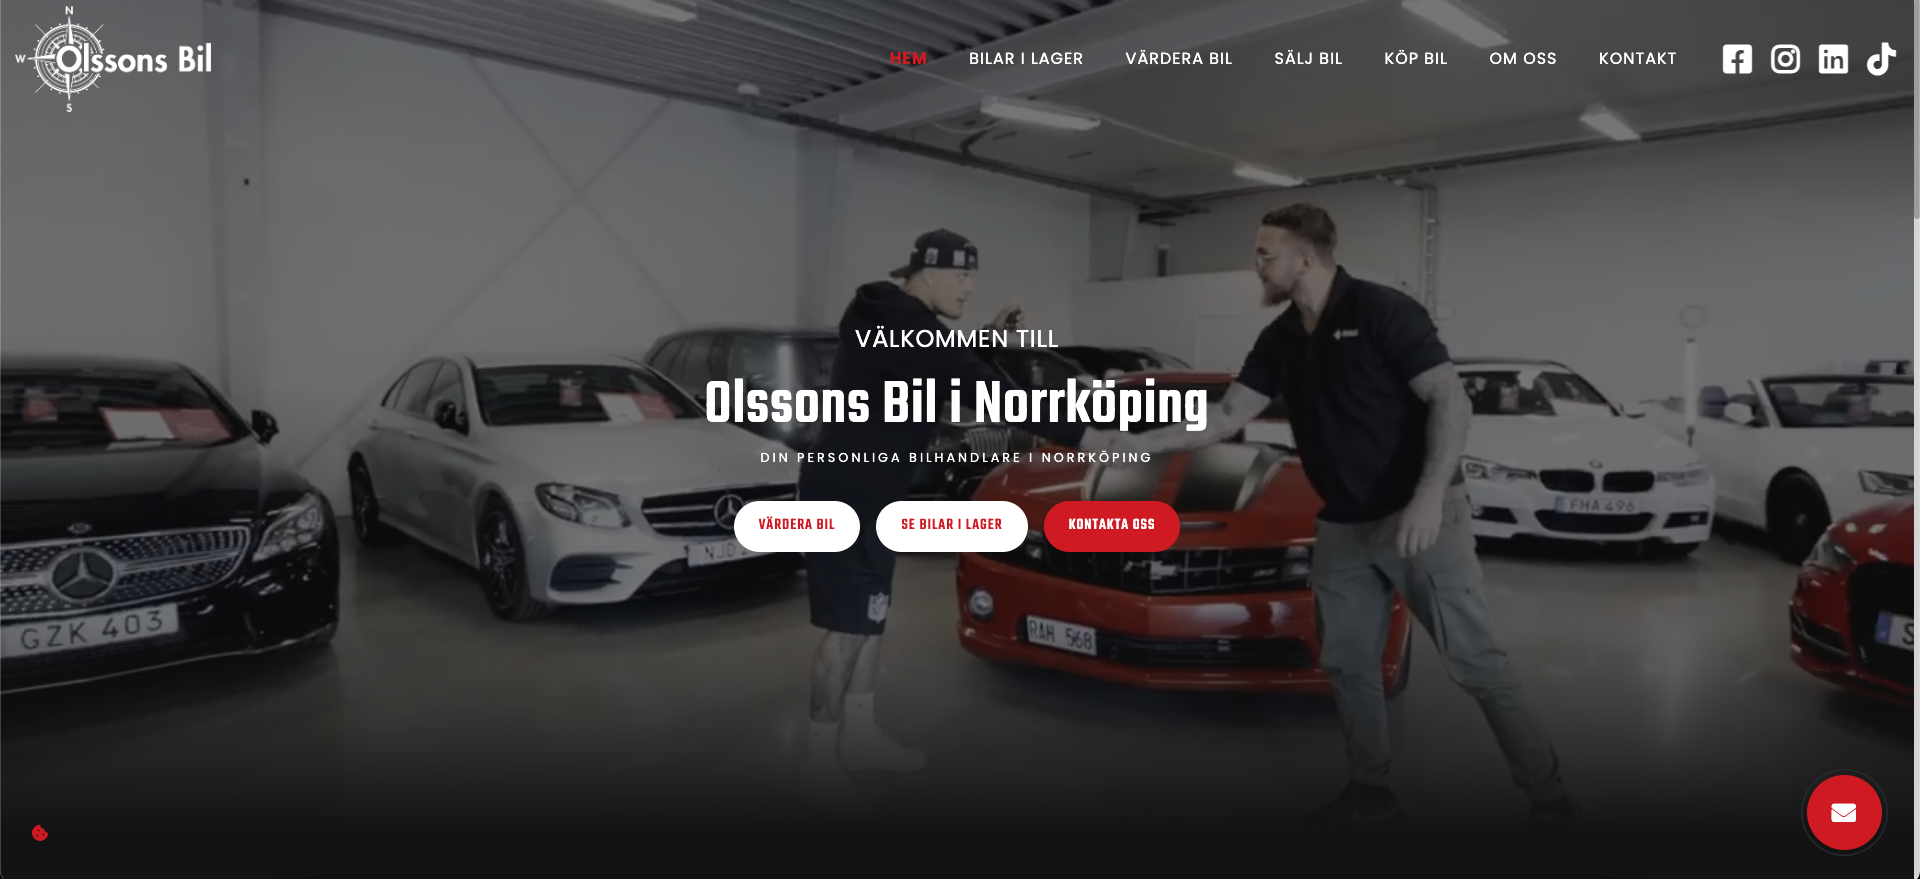 N
W Olssons Bil
S
HEM BILAR I LAGER VÄRDERA BIL SÄLJ BIL KÖP BIL OM OSS KONTAKT
VÄLKOMMEN TILL
Olssons Bil i Norrköping
DIN PERSONLIGA BILHANDLARE I NORRKÖPING
VÄRDERA BIL SE BILAR I LAGER KONTAKTA OSS
FHA 496
NJD
GZK 403
RAH 568